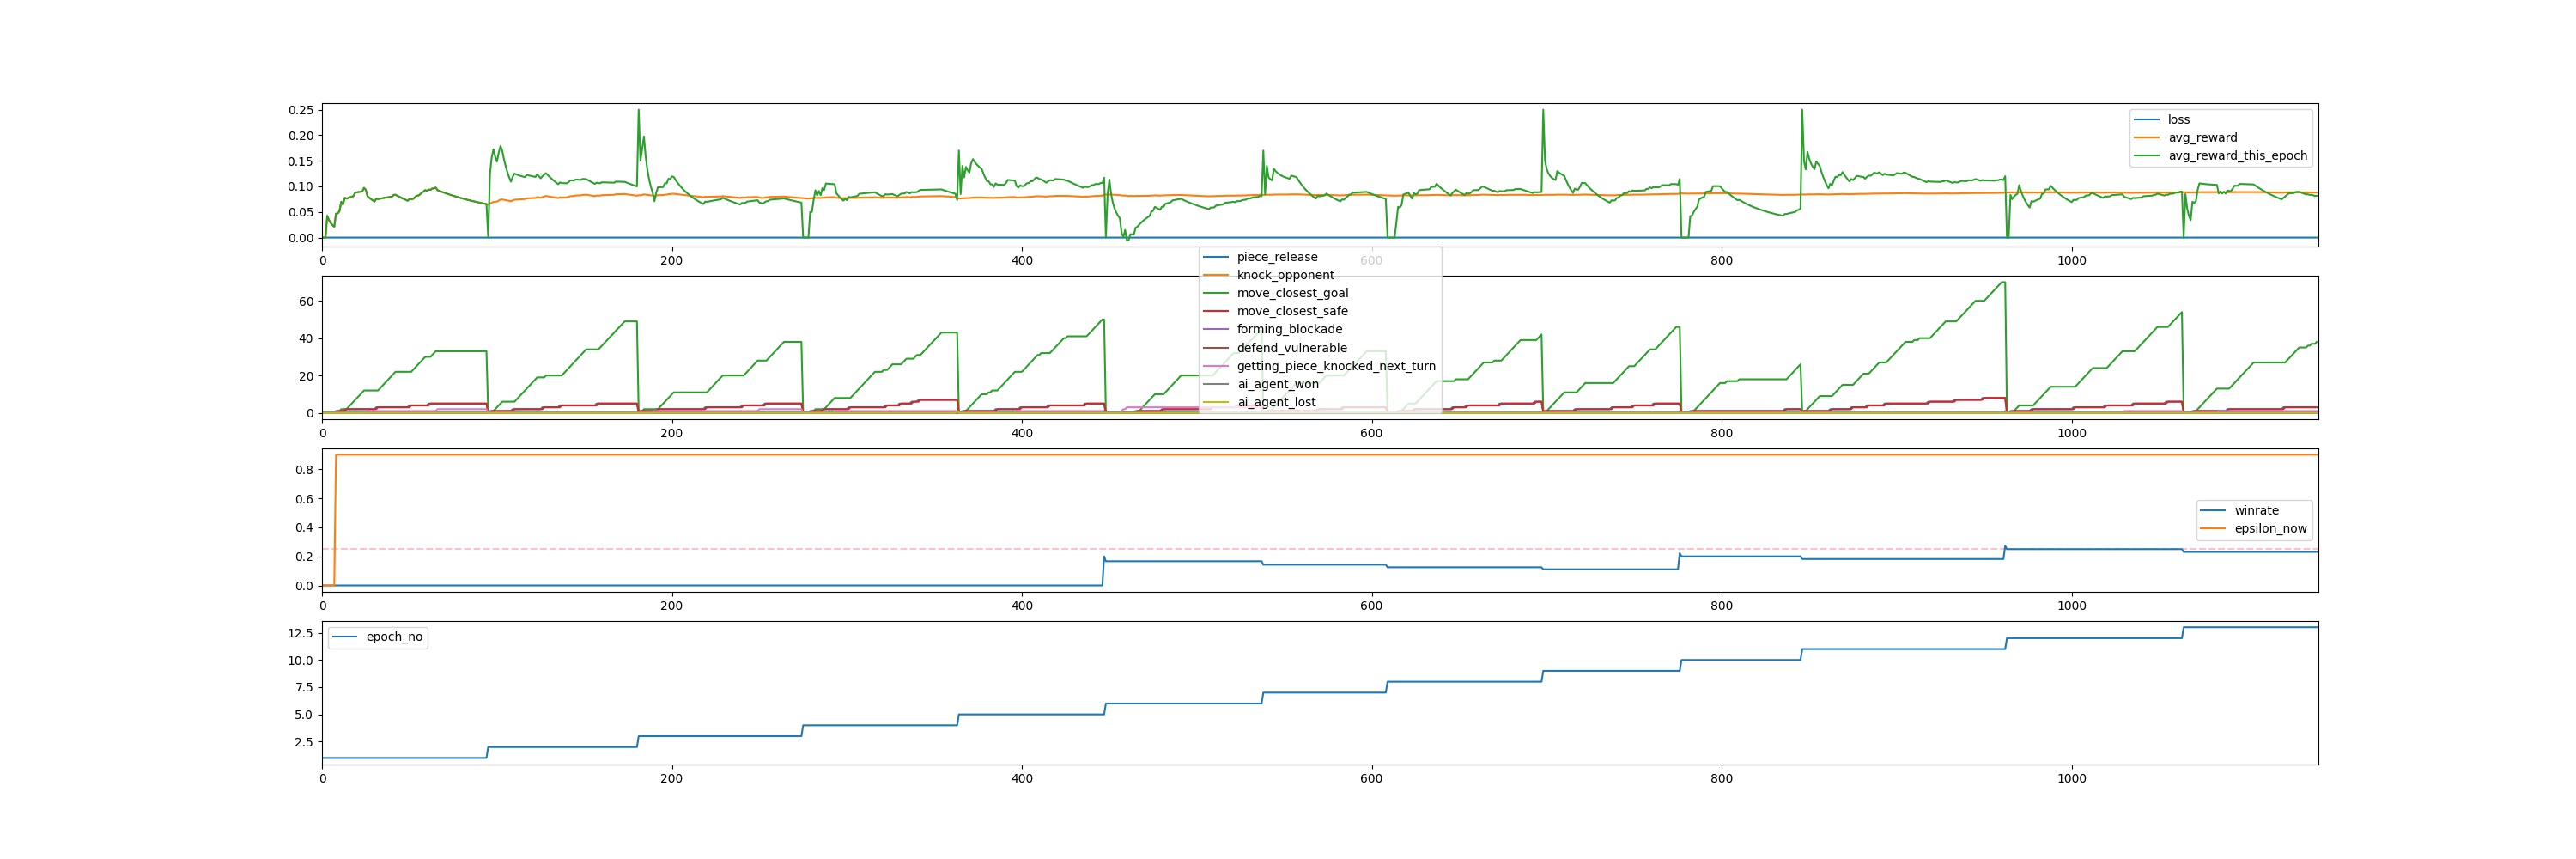 0.25
0.20
0.15
0.10
0.05
0.00
loss
avg_reward
avg_reward_this_epoch
0 200 400 600 800 1000
60
40
20
0
piece_release
knock_opponent
move_closest_goal
move_closest_safe
forming_blockade
defend_vulnerable
getting_piece_knocked_next_turn
ai_agent_won
ai_agent_lost
0 200 400 600 800 1000
0.8
0.6
0.4
0.2
0.0
winrate
epsilon_now
0 200 400 600 800 1000
epoch_no
12.5
10.0
7.5
5.0
2.5
0 200 400 600 800 1000